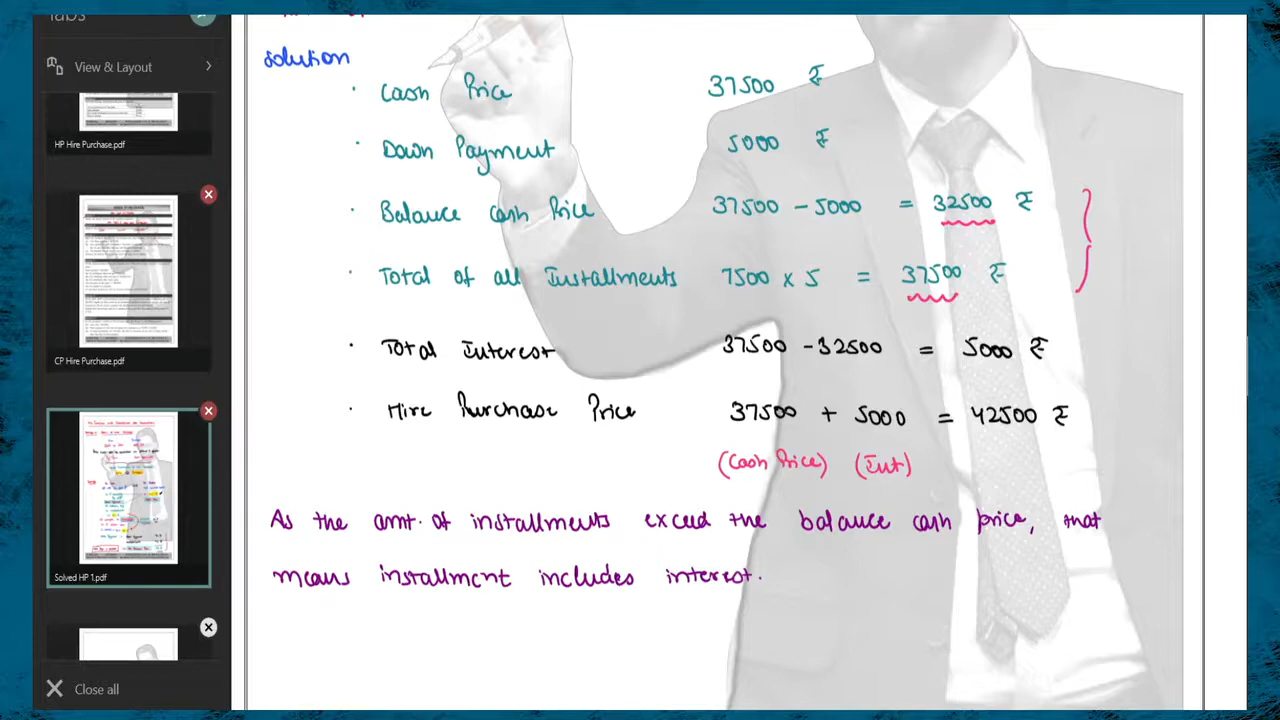 Tabs
View & Layout
HP Hire Purchase.pdf
CP Hire Purchase.pdf
Solved HP 1.pdf
Close all
solution
· Cash Price 37500 ₹
· Down Payment 5000 ₹
· Balance cash Price 37500 – 5000 = 32500 ₹
· Total of all Installments 7500 x 5 = 37500 ₹
· Total Interest 37500 – 32500 = 5000 ₹
· Hire Purchase Price 37500 + 5000 = 42500 ₹
(Cash Price) (Int)
As the amt. of installments exceed the balance cash price, that
means installment includes interest.